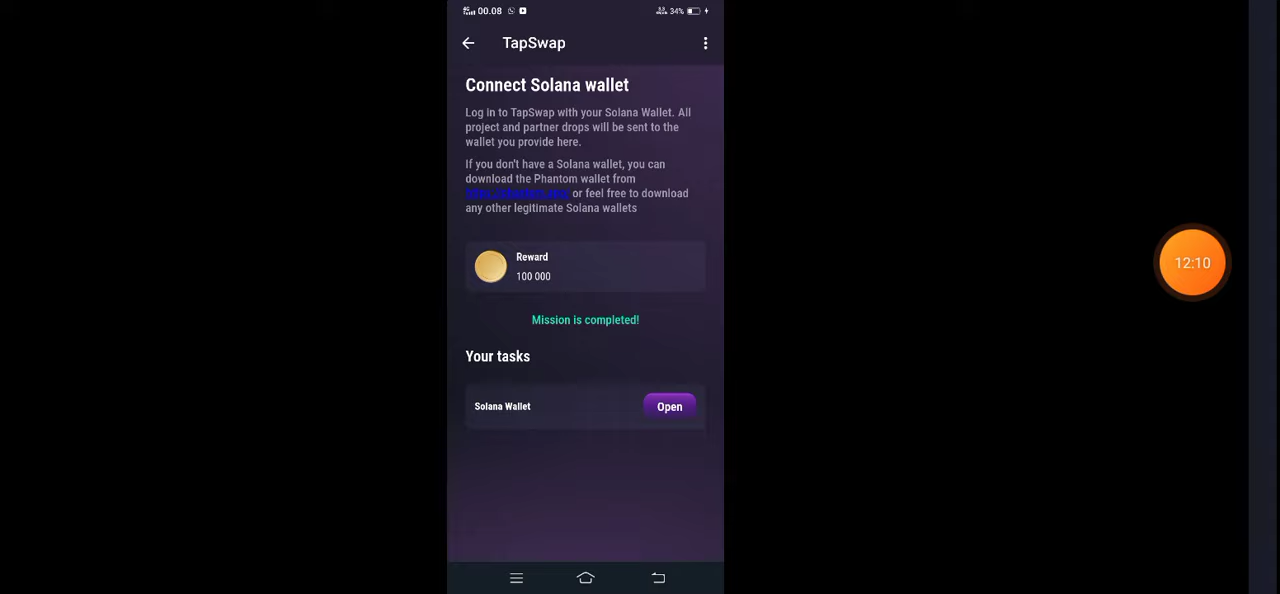 00.08
34%
TapSwap
Connect Solana wallet
Log in to TapSwap with your Solana Wallet. All
project and partner drops will be sent to the
wallet you provide here.
If you don't have a Solana wallet, you can
download the Phantom wallet from
or feel free to download
any other legitimate Solana wallets
Reward
100 000
Mission is completed!
Your tasks
Solana Wallet
Open
12:10